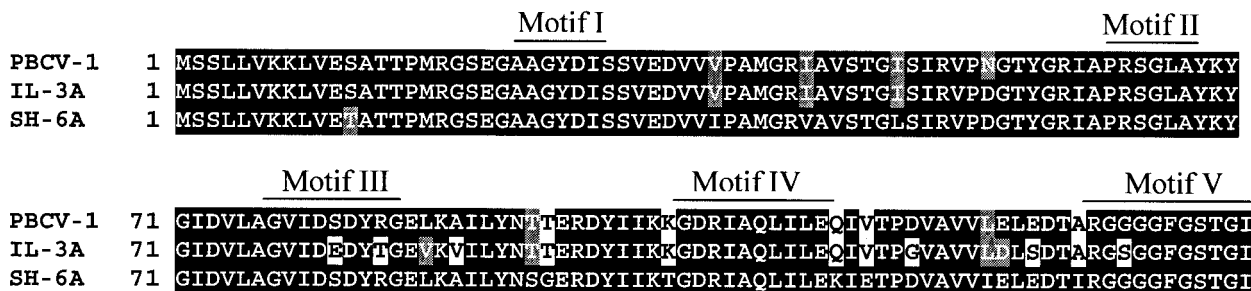 Motif I Motif II
PBCV-1 1 MSSLLVKKLVESATTPMRGSEGAAGYDISSVEDVVVPAMGRIAVSTGISIRVPNGTYGRIAPRSGLAYKY
IL-3A 1 MSSLLVKKLVESATTPMRGSEGAAGYDISSVEDVVVPAMGRIAVSTGISIRVPDGTYGRIAPRSGLAYKY
SH-6A 1 MSSLLVKKLVETATTPMRGSEGAAGYDISSVEDVVIPAMGRVAVSTGLSIRVPDGTYGRIAPRSGLAYKY
Motif III Motif IV Motif V
PBCV-1 71 GIDVLAGVIDSDYRGELKAILYNTTERDYIIKKGDRIAQLILEQIVTPDVAVVLELEDTARGGGGFGSTGI
IL-3A 71 GIDVLAGVIDEDYTGEVKVILYNTTERDYIIKKGDRIAQLILEQIVTPGVAVVLDLSDTARGSGGFGSTGI
SH-6A 71 GIDVLAGVIDSDYRGELKAILYNSGERDYIIKTGDRIAQLILEKIETPDVAVVIELEDTARGGGGFGSTGI